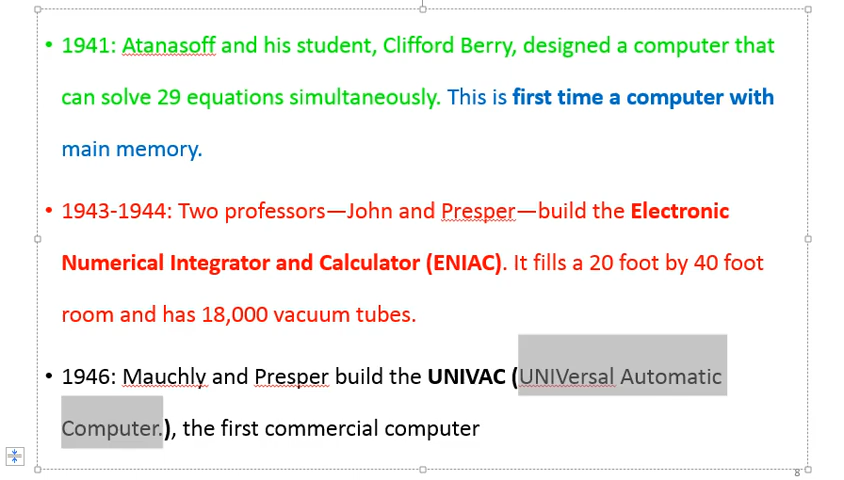 • 1941: Atanasoff and his student, Clifford Berry, designed a computer that
can solve 29 equations simultaneously. This is first time a computer with
main memory.
• 1943-1944: Two professors—John and Presper—build the Electronic
Numerical Integrator and Calculator (ENIAC). It fills a 20 foot by 40 foot
room and has 18,000 vacuum tubes.
• 1946: Mauchly and Presper build the UNIVAC (UNIVersal Automatic
Computer.), the first commercial computer
8